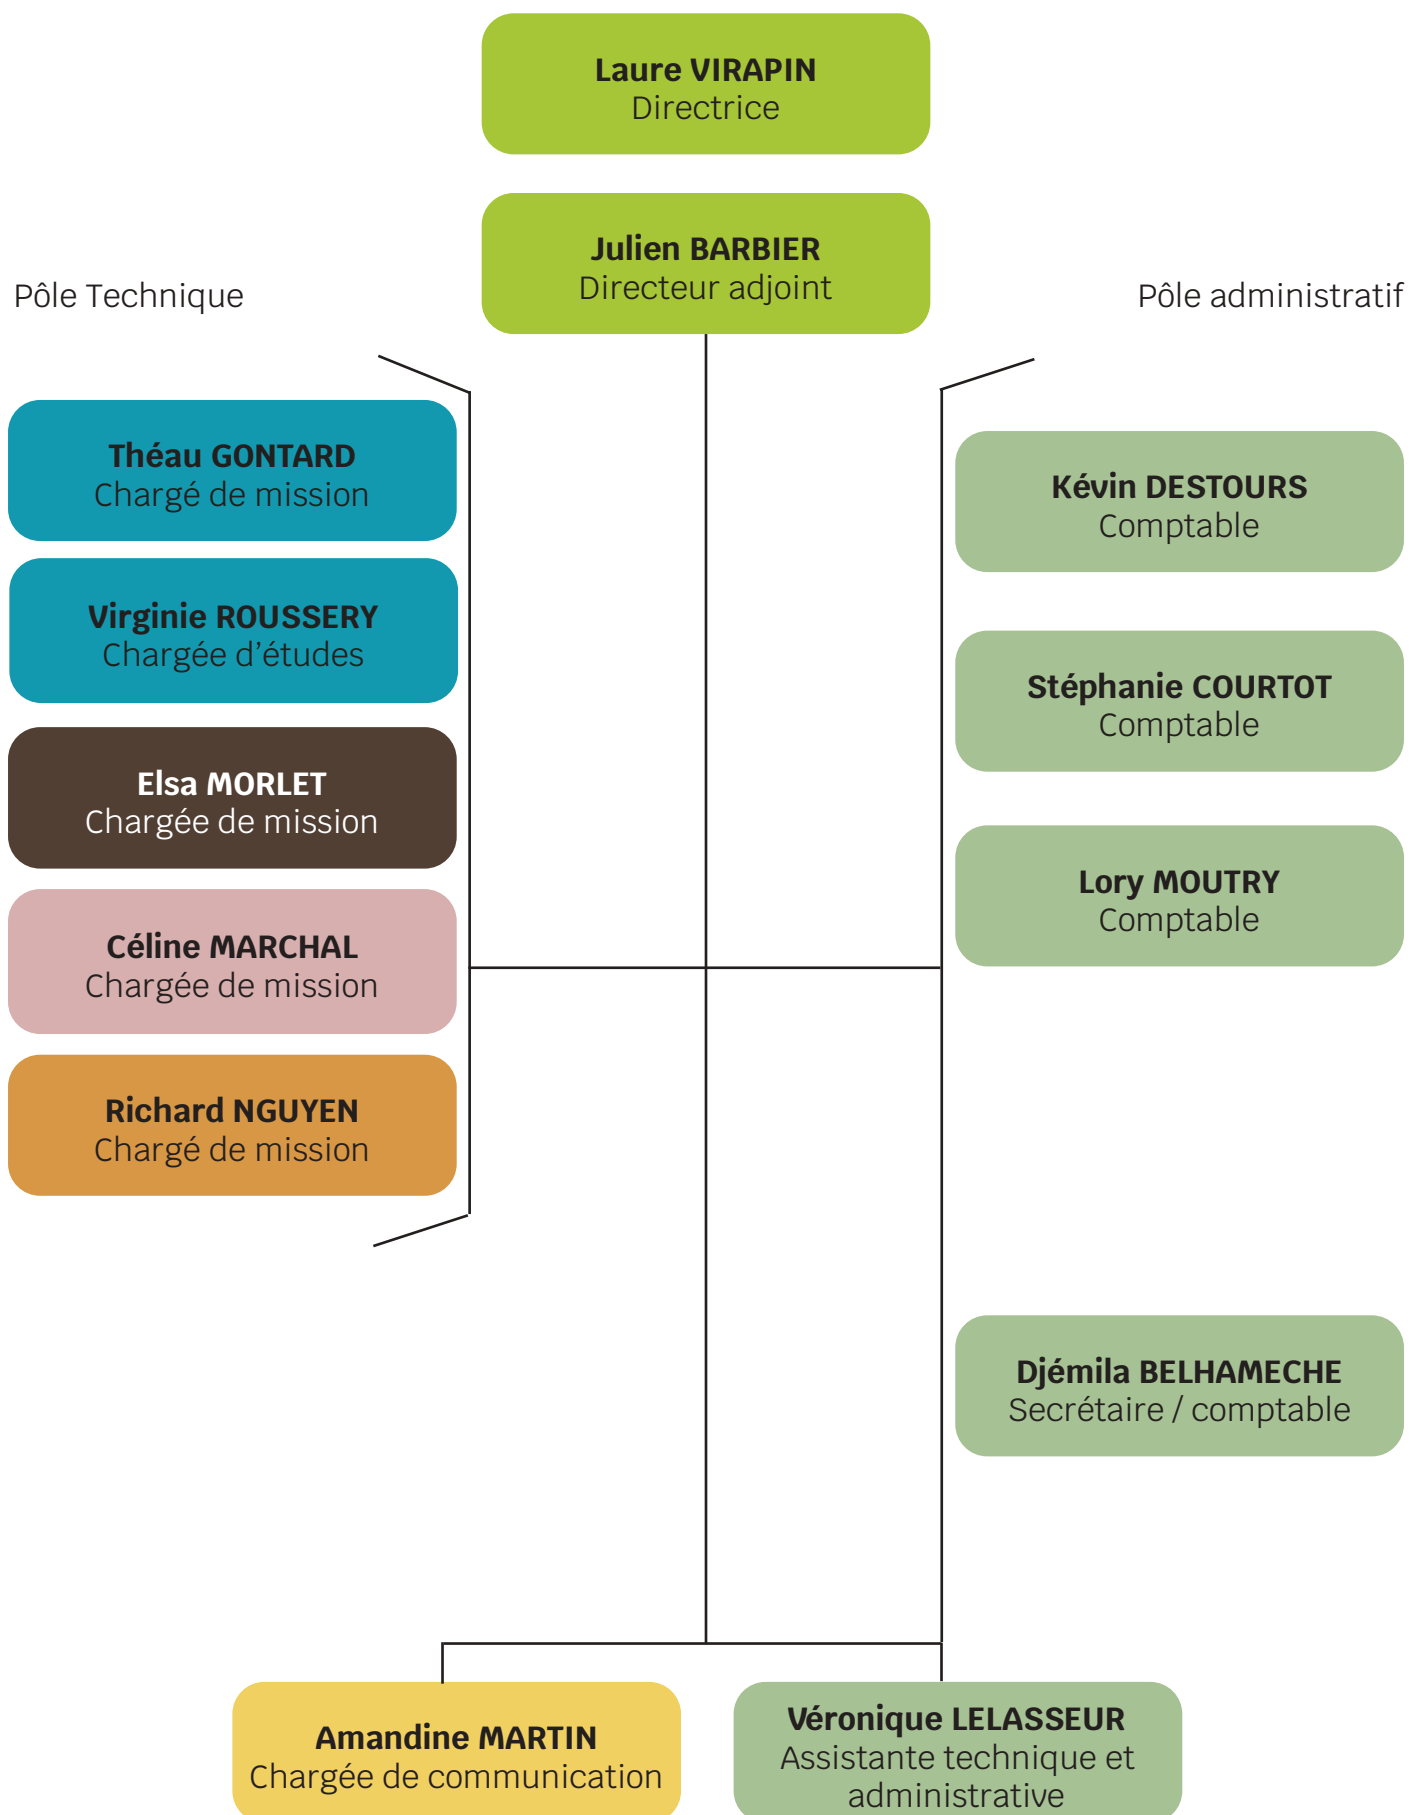 Laure VIRAPIN
Directrice
Julien BARBIER
Directeur adjoint
Pôle Technique
Pôle administratif
Théau GONTARD
Chargé de mission
Virginie ROUSSERY
Chargée d’études
Elsa MORLET
Chargée de mission
Céline MARCHAL
Chargée de mission
Richard NGUYEN
Chargé de mission
Kévin DESTOURS
Comptable
Stéphanie COURTOT
Comptable
Lory MOUTRY
Comptable
Djémila BELHAMECHE
Secrétaire / comptable
Amandine MARTIN
Chargée de communication
Véronique LELASSEUR
Assistante technique et
administrative